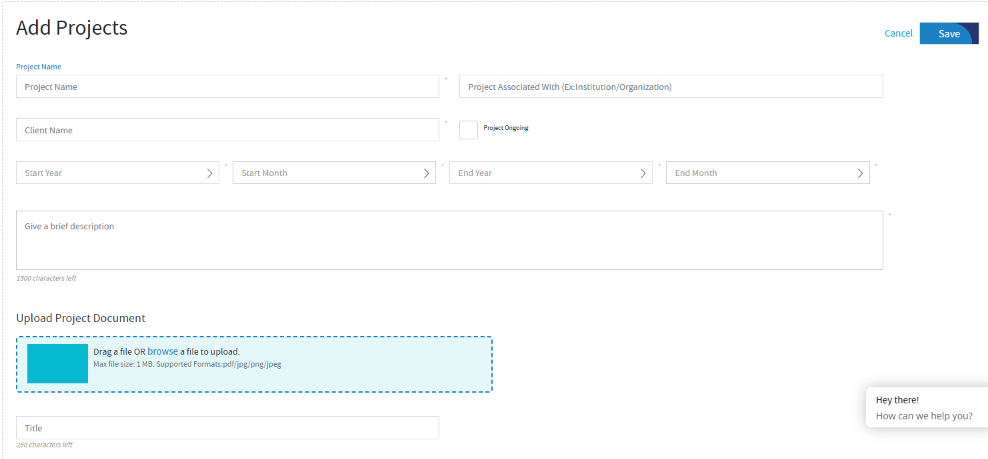 Add Projects
Cancel
Save
Project Name
Project Name
*
Project Associated With (Ex:Institution/Organization)
Client Name
*
Project Ongoing
Start Year
*
Start Month
*
End Year
*
End Month
*
Give a brief description
*
1500 characters left
Upload Project Document
Drag a file OR browse a file to upload.
Max file size: 1 MB. Supported Formats:pdf/jpg/png/jpeg
Hey there!
How can we help you?
Title
250 characters left